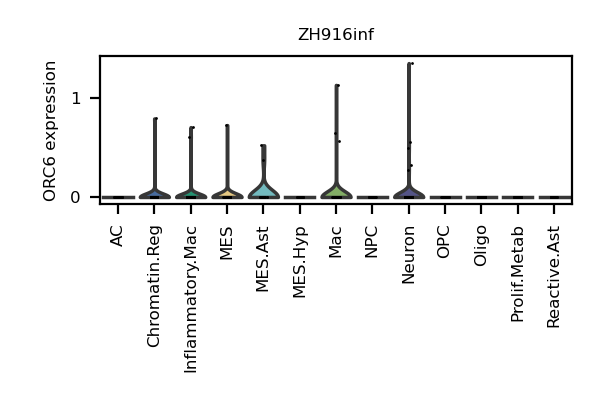 ZH916inf
ORC6 expression
1
0
AC
Chromatin.Reg
Inflammatory.Mac
MES
MES.Ast
MES.Hyp
Mac
NPC
Neuron
OPC
Oligo
Prolif.Metab
Reactive.Ast